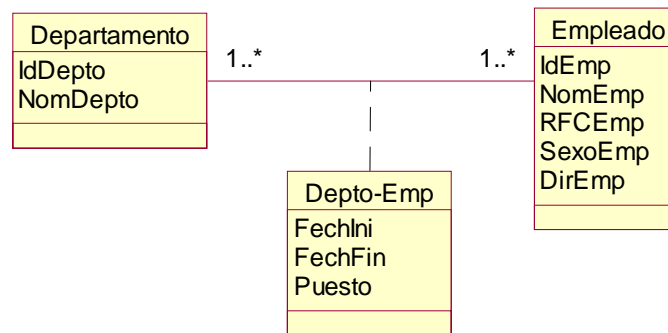 Departamento
IdDepto
NomDepto
1..*
1..*
Empleado
IdEmp
NomEmp
RFCEmp
SexoEmp
DirEmp
Depto-Emp
FechIni
FechFin
Puesto